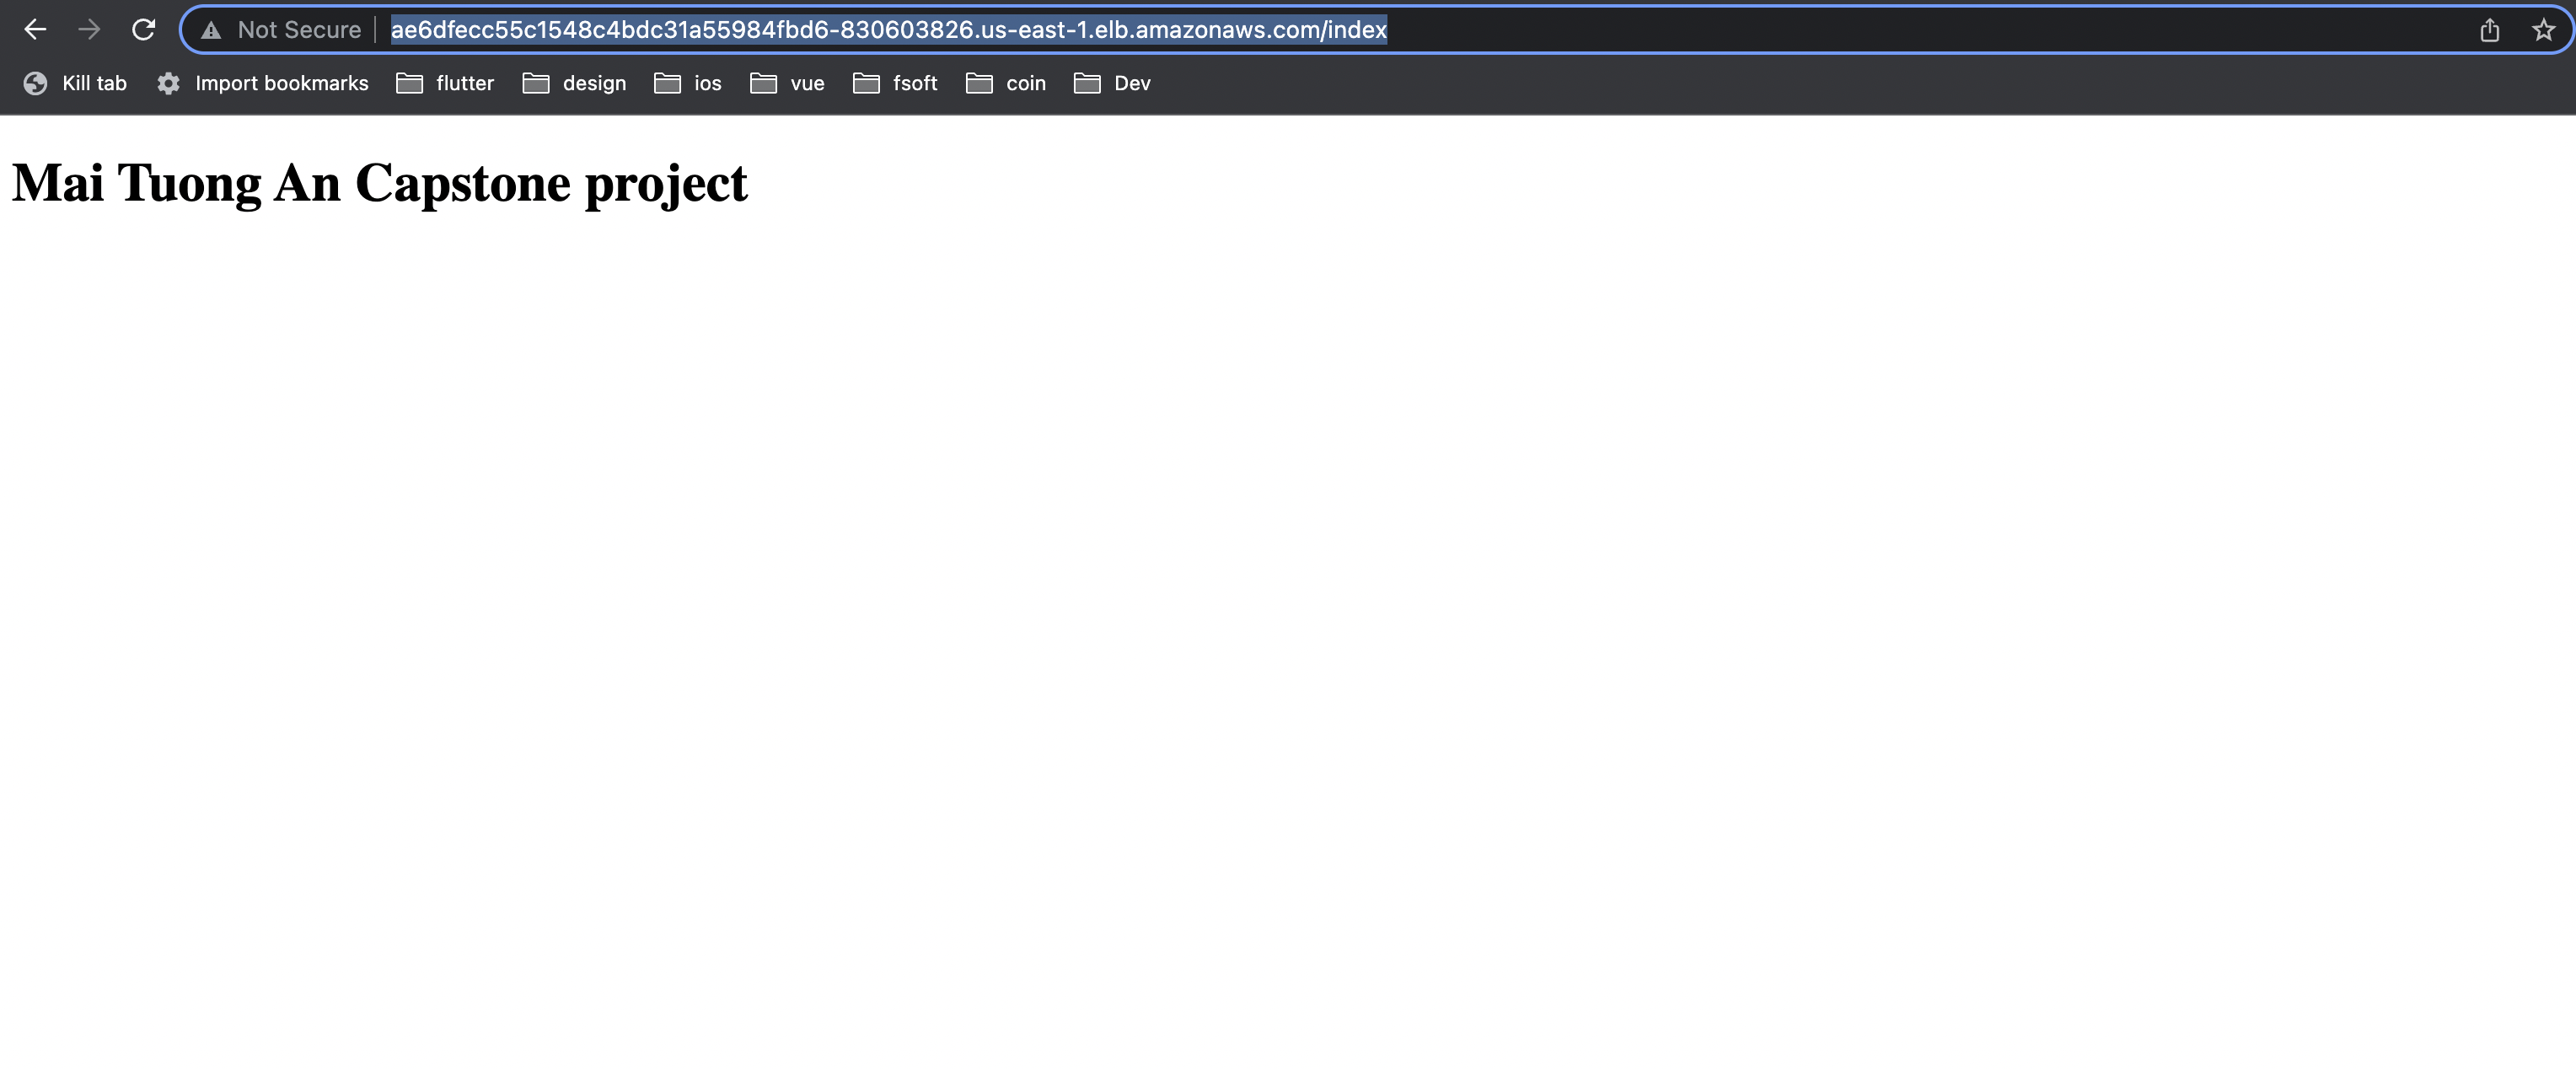 Not Secure ae6dfecc55c1548c4bdc31a55984fbd6-830603826.us-east-1.elb.amazonaws.com/index
Kill tab Import bookmarks flutter design ios vue fsoft coin Dev
Mai Tuong An Capstone project